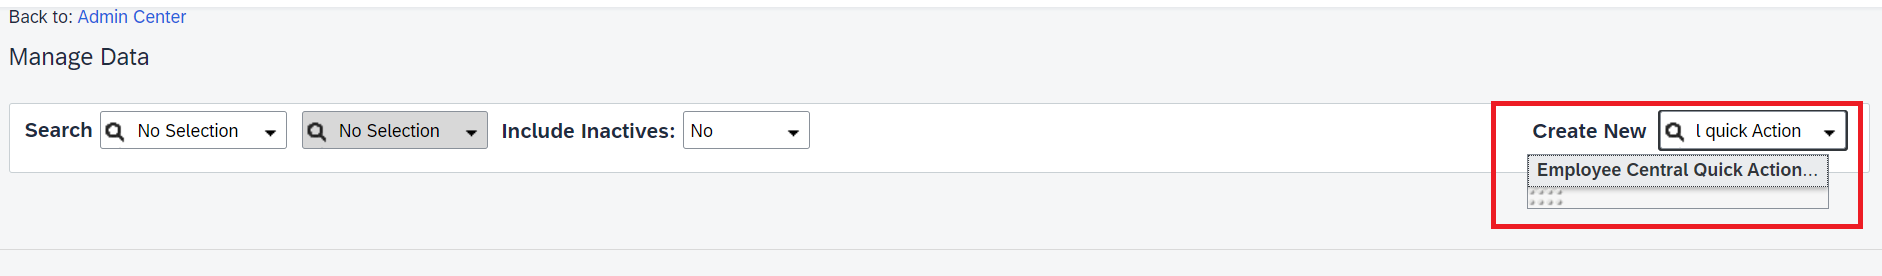 Back to: Admin Center
Manage Data
Search No Selection No Selection Include Inactives: No Create New l quick Action
Employee Central Quick Action...